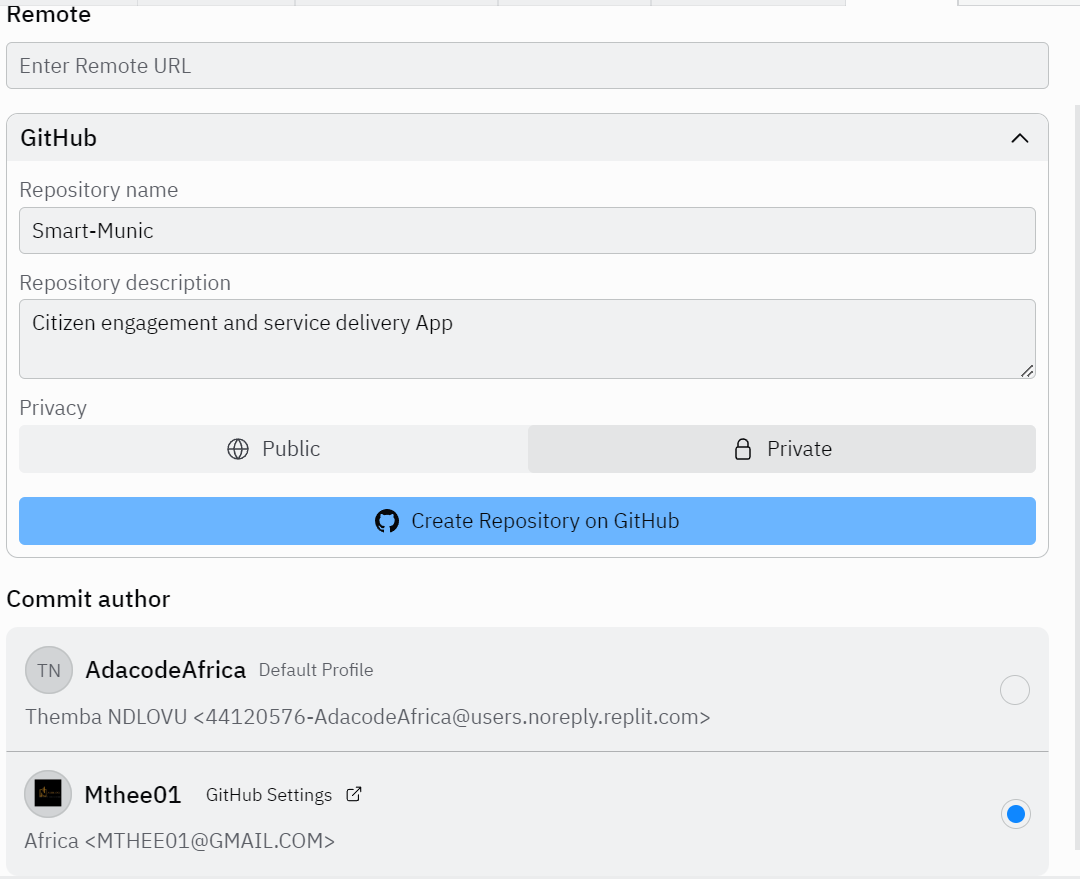 Remote
Enter Remote URL
GitHub
Repository name
Smart-Munic
Repository description
Citizen engagement and service delivery App
Privacy
Public
Private
Create Repository on GitHub
Commit author
TN AdacodeAfrica Default Profile
Themba NDLOVU <44120576-AdacodeAfrica@users.noreply.replit.com>
Mthee01 GitHub Settings
Africa <MTHEE01@GMAIL.COM>